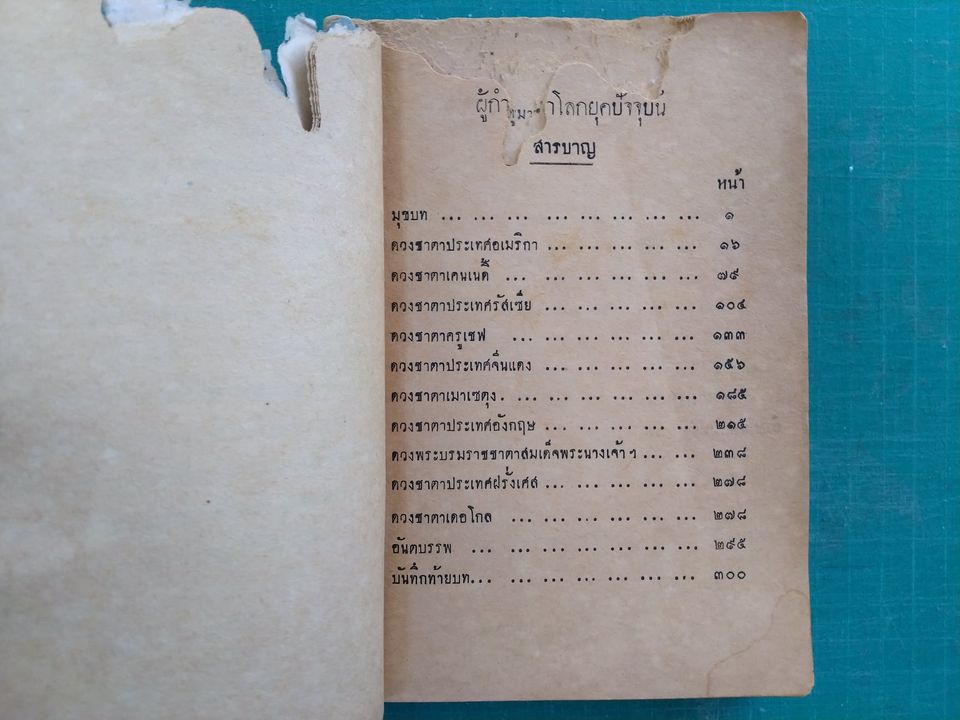 ผู้กำ าโลกยุคปัจจุบัน
สารบาญ
หน้า
มุขบท ... ... ... ... ... ... ... ... ๑
ดวงชาตาประเทศอเมริกา ... ... ... ... ... ๑๖
ดวงชาตาเคนเนดี้ ... ... ... ... ... ... ๗๙
ดวงชาตาประเทศรัสเซีย ... ... ... ... ... ๑๐๔
ดวงชาตาครูเชฟ ... ... ... ... ... ... ๑๓๓
ดวงชาตาประเทศจีนแดง ... ... ... ... ... ๑๕๖
ดวงชาตาเมาเซตุง . ... ... ... ... ... ... ๑๘๕
ดวงชาตาประเทศอังกฤษ ... ... ... ... ... ๒๑๕
ดวงพระบรมราชชาตาสมเด็จพระนางเจ้า ฯ ... ... ๒๓๘
ดวงชาตาประเทศฝรั่งเศส ... ... ... ... ... ๒๗๘
ดวงชาตาเดอโกล ... ... ... ... ... ... ๒๗๘
อันตบรรพ ... ... ... ... ... ... ... ๒๙๕
บันทึกท้ายบท... ... ... ... ... ... ... ๓๐๐